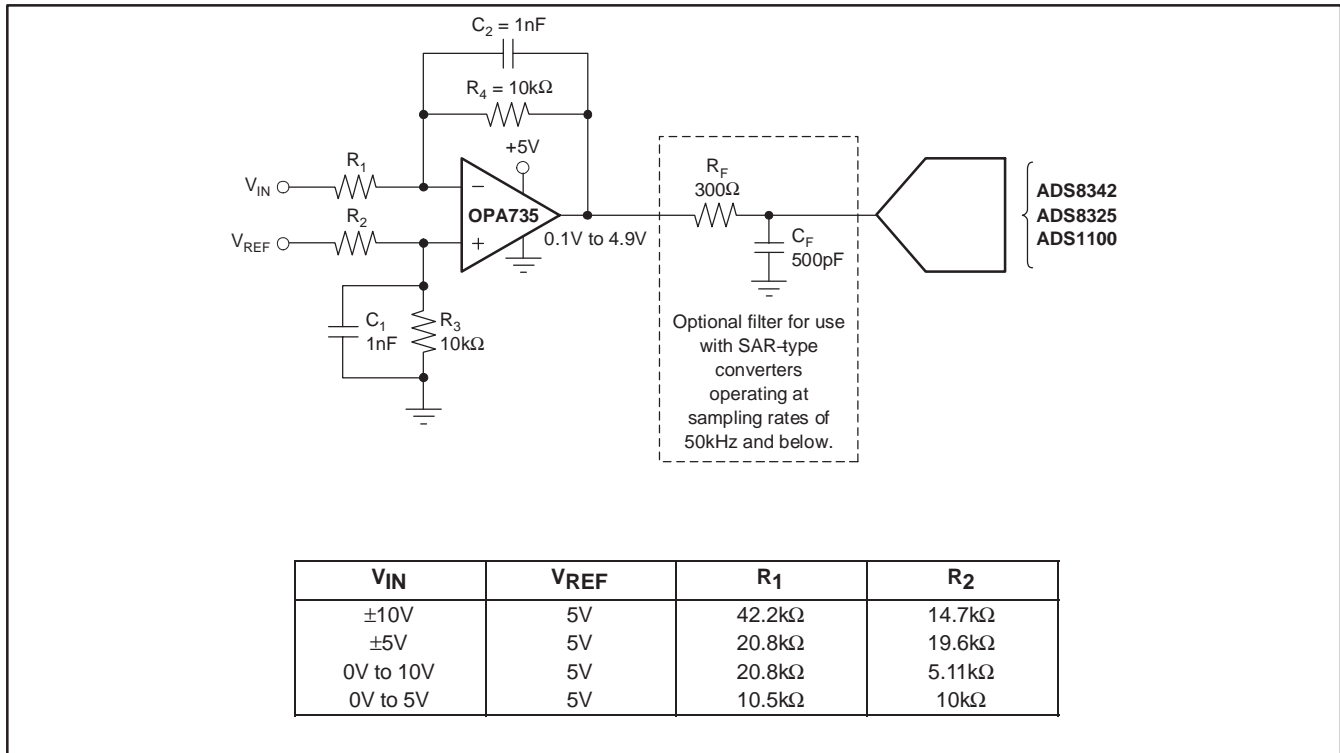 C2 = 1nF
R4 = 10kΩ
+5V
R1
VIN
−
OPA735
R2
VREF
+
0.1V to 4.9V
RF
300Ω
CF
500pF
ADS8342
ADS8325
ADS1100
C1
1nF
R3
10kΩ
Optional filter for use
with SAR-type
converters
operating at
sampling rates of
50kHz and below.
VIN VREF R1 R2
±10V 5V 42.2kΩ 14.7kΩ
±5V 5V 20.8kΩ 19.6kΩ
0V to 10V 5V 20.8kΩ 5.11kΩ
0V to 5V 5V 10.5kΩ 10kΩ